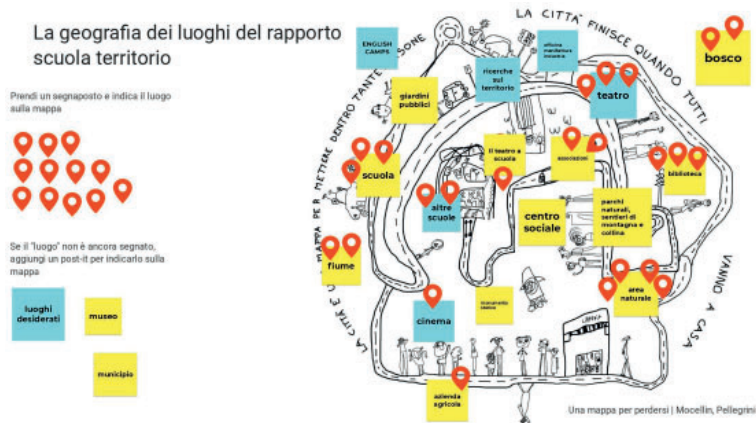 La geografia dei luoghi del rapporto
scuola territorio
Prendi un segnaposto e indica il luogo
sulla mappa
Se il "luogo" non è ancora segnato,
aggiungi un post-it per indicarlo sulla
mappa
luoghi
desiderati
museo
municipio
LA CITTÀ FINISCE QUANDO TUTTI
VANNO A CASA
LA CITTÀ È
MAPPA PER METTERE DENTRO TANTE
SONE
ENGLISH
CAMPS
officina
manifattura
bosco
giardini
pubblici
ricerche
sul
territorio
teatro
scuola
Il teatro a
scuola
associazioni
biblioteca
altre
scuole
centro
sociale
parchi
naturali,
sentieri di
montagna e
collina
fiume
area
naturale
cinema
monumento
azienda
agricola
Una mappa per perdersi | Mocellin, Pellegrini